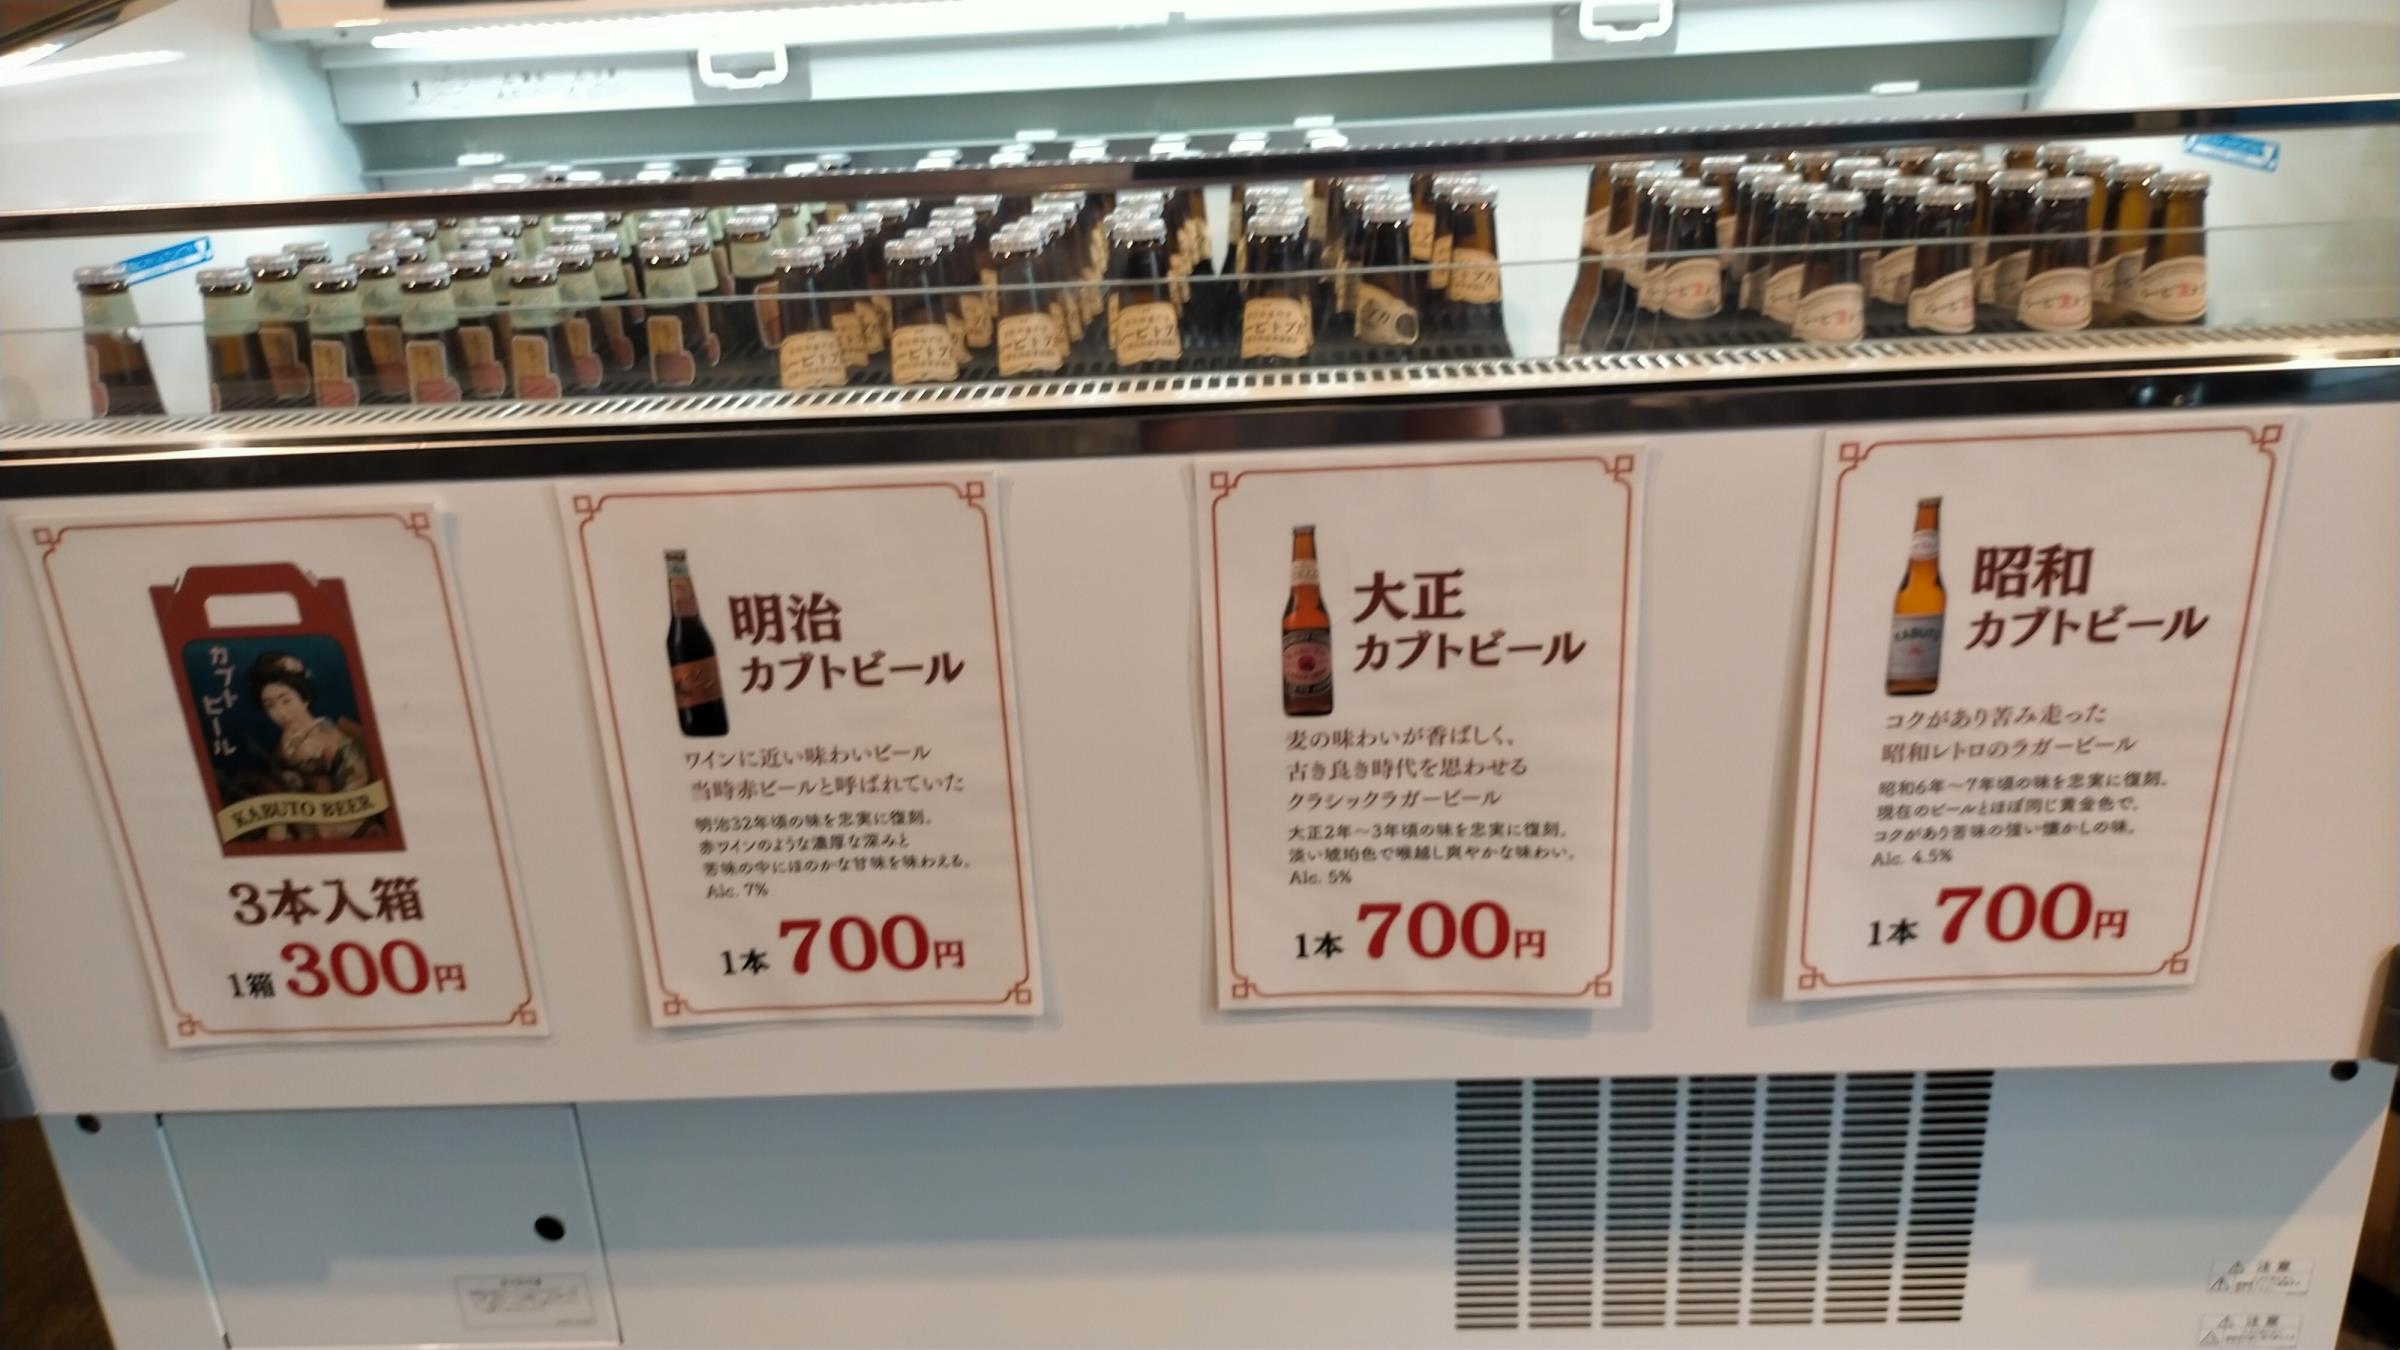 カブト
ビール
KABUTO BEER
3本入箱
1箱 300円
明治
カブトビール
ワインに近い味わいビール
当時赤ビールと呼ばれていた
明治32年頃の味を忠実に復刻。
赤ワインのような濃厚な深みと
苦味の中にほのかな甘味を味わえる。
Alc. 7%
1本 700円
大正
カブトビール
麦の味わいが香ばしく、
古き良き時代を思わせる
クラシックラガービール
大正2年〜3年頃の味を忠実に復刻。
淡い琥珀色で喉越し爽やかな味わい。
Alc. 5%
1本 700円
昭和
カブトビール
KABUTO
コクがあり苦み走った
昭和レトロのラガービール
昭和6年〜7年頃の味を忠実に復刻。
現在のビールとほぼ同じ黄金色で、
コクがあり苦味の強い懐かしの味。
Alc. 4.5%
1本 700円
注意
注意